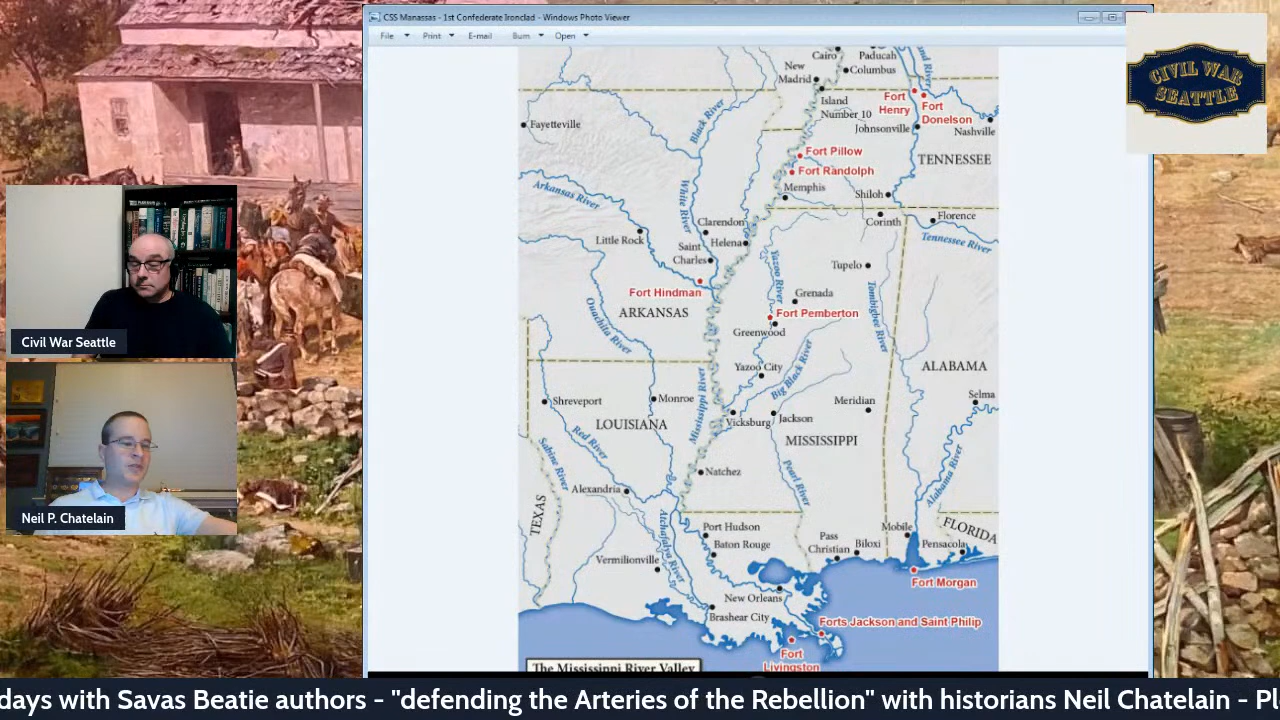 CSS Manassas - 1st Confederate Ironclad - Windows Photo Viewer
File Print E-mail Burn Open
CIVIL WAR
SEATTLE
Cairo
Paducah
Columbus
New
Madrid
Island
Number 10
Fort
Henry
Fort
Donelson
Johnsonville
Nashville
Fayetteville
Black River
Fort Pillow
TENNESSEE
Fort Randolph
Arkansas River
White River
Memphis
Shiloh
Clarendon
Corinth
Florence
Little Rock
Helena
Tennessee River
Saint
Charles
Yazoo River
Tupelo
Fort Hindman
Grenada
Tombigbee River
ARKANSAS
Fort Pemberton
Ouachita River
Greenwood
Yazoo City
Big Black River
ALABAMA
Mississippi River
Shreveport
Monroe
Meridian
Selma
LOUISIANA
Vicksburg
Jackson
MISSISSIPPI
Red River
Sabine River
Natchez
Alabama River
Alexandria
Pearl River
TEXAS
Atchafalaya River
Port Hudson
Mobile
FLORIDA
Baton Rouge
Pass
Christian
Biloxi
Pensacola
Vermilionville
Fort Morgan
New Orleans
Brashear City
Forts Jackson and Saint Philip
Fort
Livingston
The Mississippi River Valley
Civil War Seattle
Neil P. Chatelain
days with Savas Beatie authors - "defending the Arteries of the Rebellion" with historians Neil Chatelain - Pl